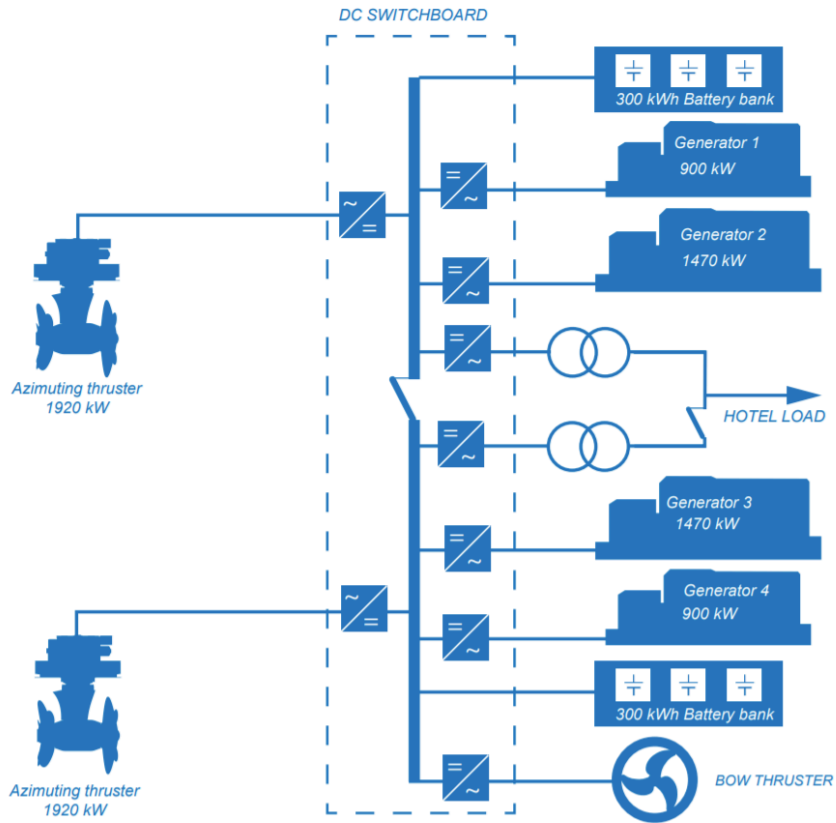 DC SWITCHBOARD
300 kWh Battery bank
Generator 1
900 kW
Generator 2
1470 kW
Azimuting thruster
1920 kW
HOTEL LOAD
Generator 3
1470 kW
Generator 4
900 kW
300 kWh Battery bank
BOW THRUSTER
Azimuting thruster
1920 kW